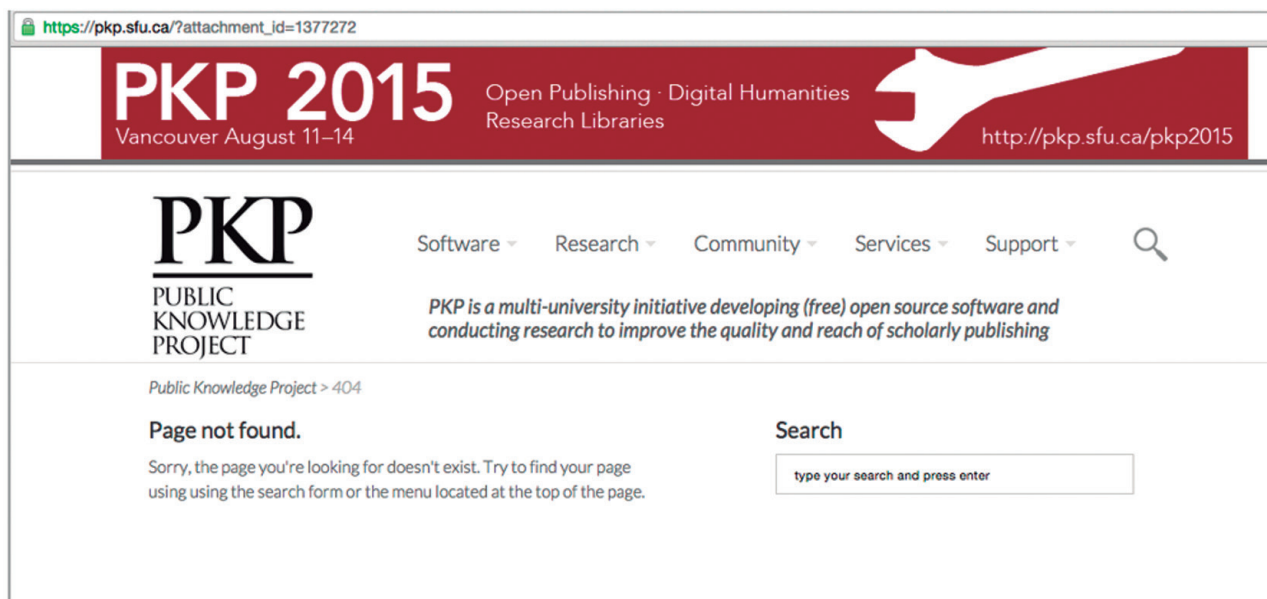 https://pkp.sfu.ca/?attachment_id=1377272
PKP 2015
Vancouver August 11–14
Open Publishing · Digital Humanities
Research Libraries
http://pkp.sfu.ca/pkp2015
PKP
PUBLIC
KNOWLEDGE
PROJECT
Software Research Community Services Support
PKP is a multi-university initiative developing (free) open source software and
conducting research to improve the quality and reach of scholarly publishing
Public Knowledge Project > 404
Page not found.
Sorry, the page you're looking for doesn't exist. Try to find your page
using using the search form or the menu located at the top of the page.
Search
type your search and press enter